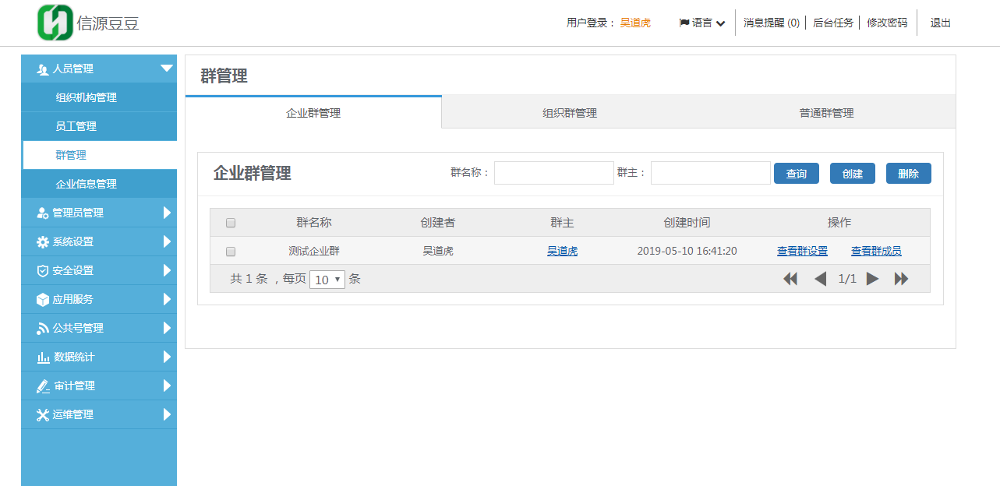 信源豆豆
用户登录： 吴道虎 语言 消息提醒 (0) 后台任务 修改密码 退出
人员管理
组织机构管理
员工管理
群管理
企业信息管理
管理员管理
系统设置
安全设置
应用服务
公共号管理
数据统计
审计管理
运维管理
群管理
企业群管理 组织群管理 普通群管理
企业群管理 群名称： 群主： 查询 创建 删除
群名称 创建者 群主 创建时间 操作
测试企业群 吴道虎 吴道虎 2019-05-10 16:41:20 查看群设置 查看群成员
共 1 条 ，每页 10 条 1/1